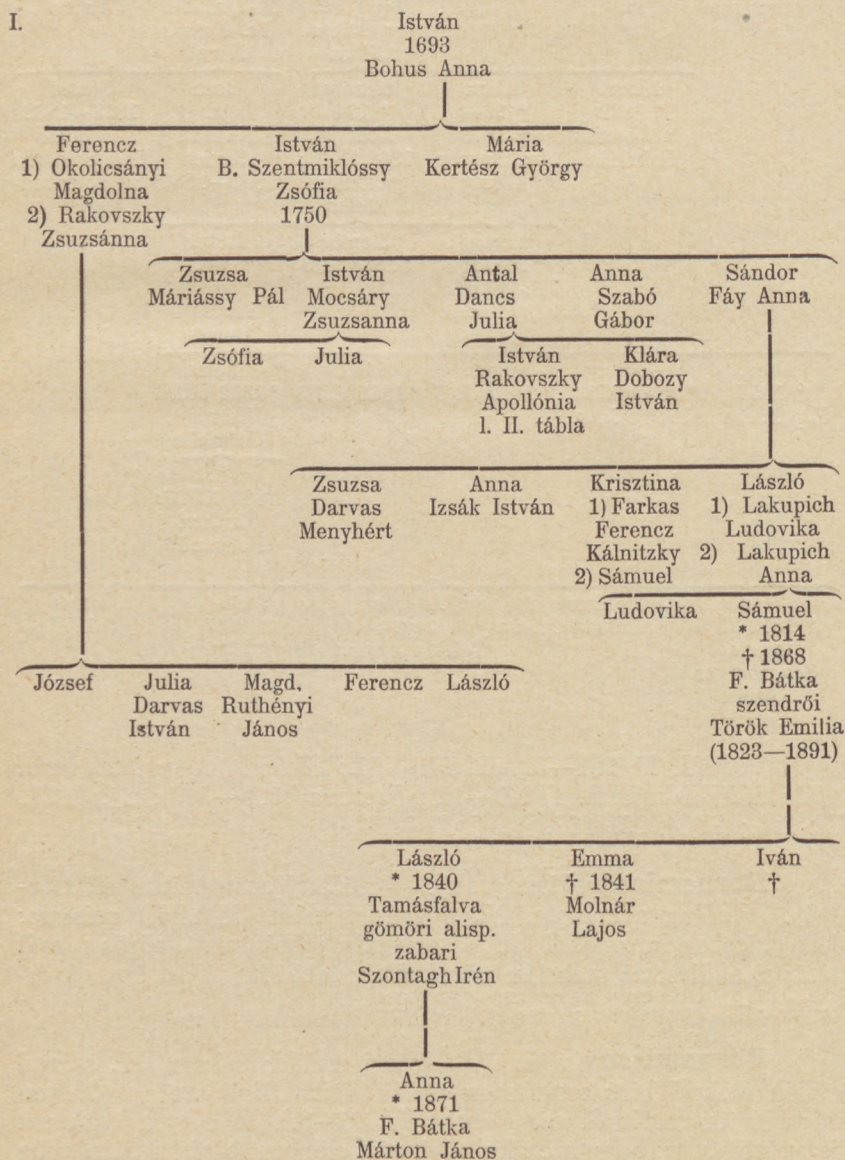 I.
István
1693
Bohus Anna
Ferencz
1) Okolicsányi
Magdolna
2) Rakovszky
Zsuzsánna
István
B. Szentmiklóssy
Zsófia
1750
Mária
Kertész György
Zsuzsa
Máriássy Pál
István
Mocsáry
Zsuzsanna
Antal
Dancs
Julia
Anna
Szabó
Gábor
Sándor
Fáy Anna
Zsófia
Julia
István
Rakovszky
Apollónia
l. II. tábla
Klára
Dobozy
István
Zsuzsa
Darvas
Menyhért
Anna
Izsák István
Krisztina
1) Farkas
Ferencz
Kálnitzky
2) Sámuel
László
1) Lakupich
Ludovika
2) Lakupich
Anna
Ludovika
Sámuel
* 1814
† 1868
F. Bátka
szendrői
Török Emilia
(1823—1891)
József
Julia
Darvas
István
Magd.
Ruthényi
János
Ferencz
László
László
* 1840
Tamásfalva
gömöri alisp.
zabari
Szontagh Irén
Emma
† 1841
Molnár
Lajos
Iván
†
Anna
* 1871
F. Bátka
Márton János